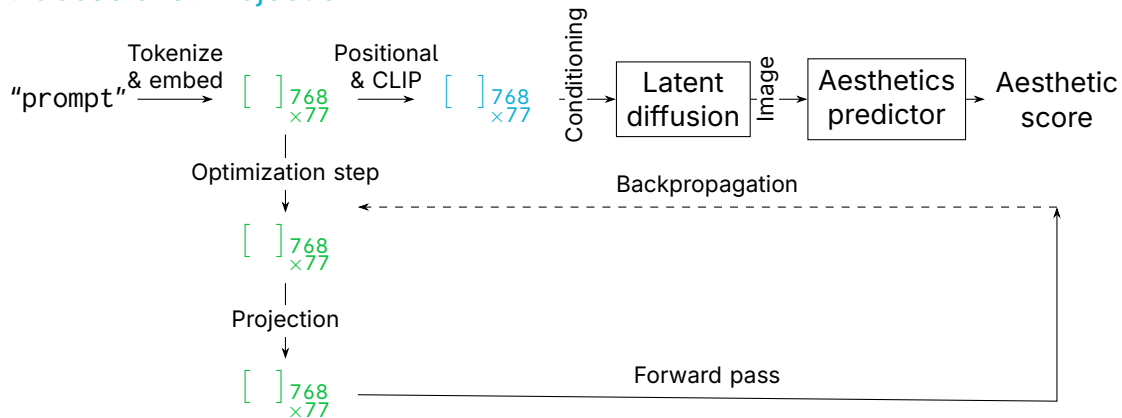 "prompt"
Tokenize
& embed
[ ]768
×77
Positional
& CLIP
[ ]768
×77
Conditioning
Latent
diffusion
Image
Aesthetics
predictor
Aesthetic
score
Optimization step
Backpropagation
[ ]768
×77
Projection
Forward pass
[ ]768
×77